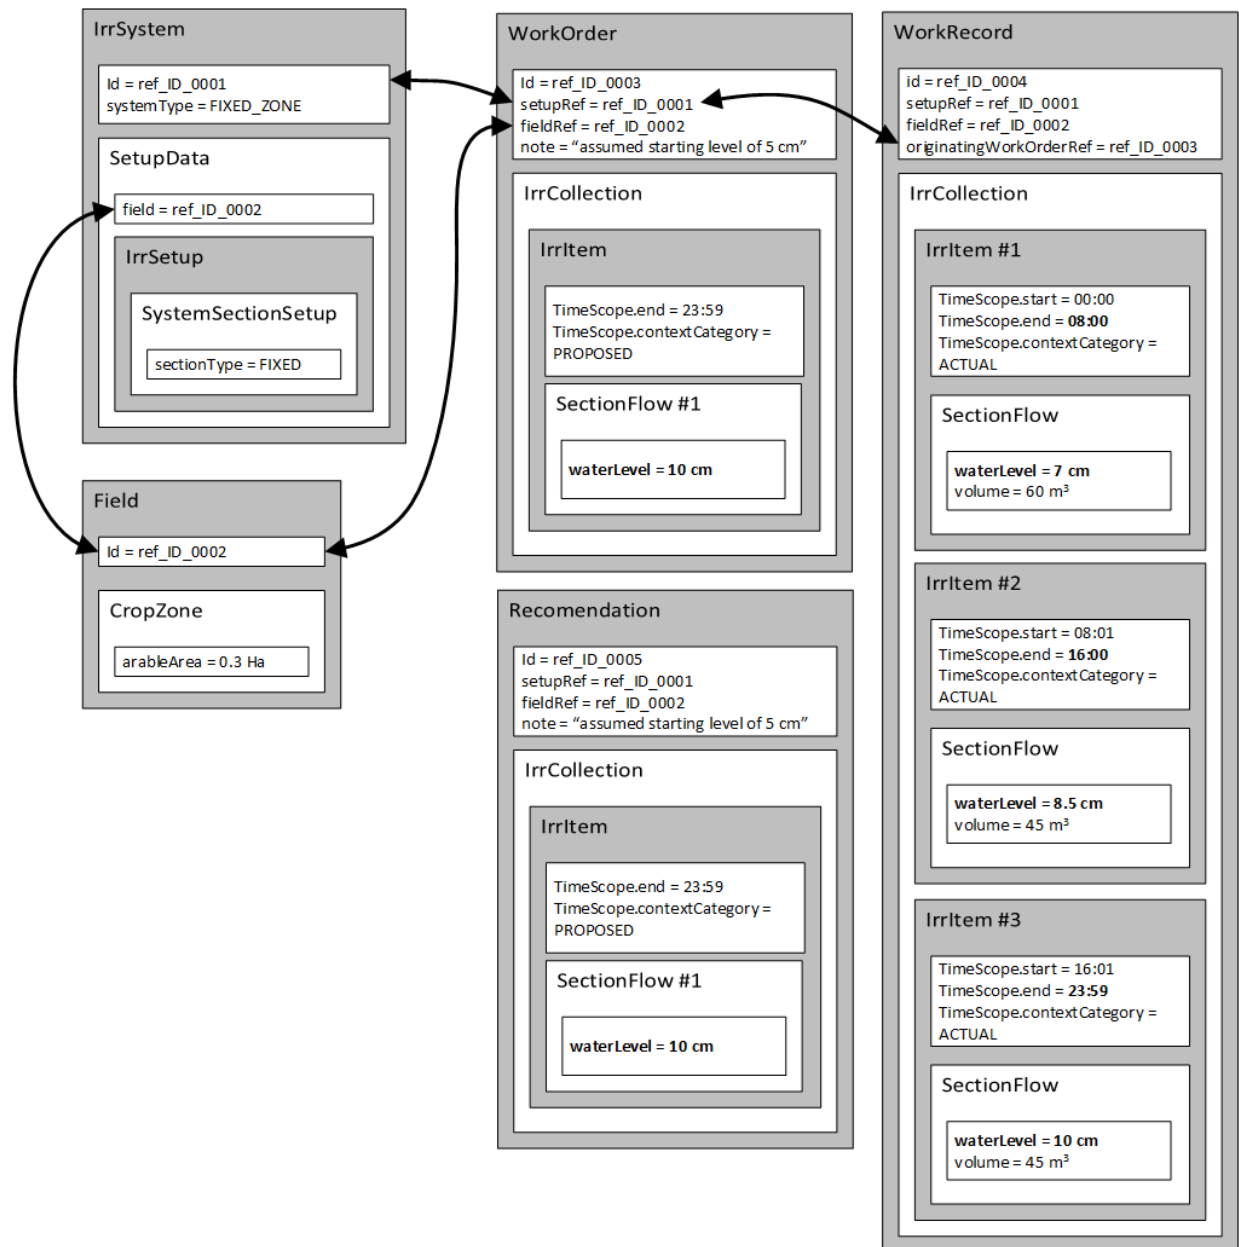 IrrSystem
Id = ref_ID_0001
systemType = FIXED_ZONE
SetupData
field = ref_ID_0002
IrrSetup
SystemSectionSetup
sectionType = FIXED
Field
Id = ref_ID_0002
CropZone
arableArea = 0.3 Ha
WorkOrder
Id = ref_ID_0003
setupRef = ref_ID_0001
fieldRef = ref_ID_0002
note = “assumed starting level of 5 cm”
IrrCollection
IrrItem
TimeScope.end = 23:59
TimeScope.contextCategory =
PROPOSED
SectionFlow #1
waterLevel = 10 cm
Recomendation
Id = ref_ID_0005
setupRef = ref_ID_0001
fieldRef = ref_ID_0002
note = “assumed starting level of 5 cm”
IrrCollection
IrrItem
TimeScope.end = 23:59
TimeScope.contextCategory =
PROPOSED
SectionFlow #1
waterLevel = 10 cm
WorkRecord
id = ref_ID_0004
setupRef = ref_ID_0001
fieldRef = ref_ID_0002
originatingWorkOrderRef = ref_ID_0003
IrrCollection
IrrItem #1
TimeScope.start = 00:00
TimeScope.end = 08:00
TimeScope.contextCategory =
ACTUAL
SectionFlow
waterLevel = 7 cm
volume = 60 m³
IrrItem #2
TimeScope.start = 08:01
TimeScope.end = 16:00
TimeScope.contextCategory =
ACTUAL
SectionFlow
waterLevel = 8.5 cm
volume = 45 m³
IrrItem #3
TimeScope.start = 16:01
TimeScope.end = 23:59
TimeScope.contextCategory =
ACTUAL
SectionFlow
waterLevel = 10 cm
volume = 45 m³